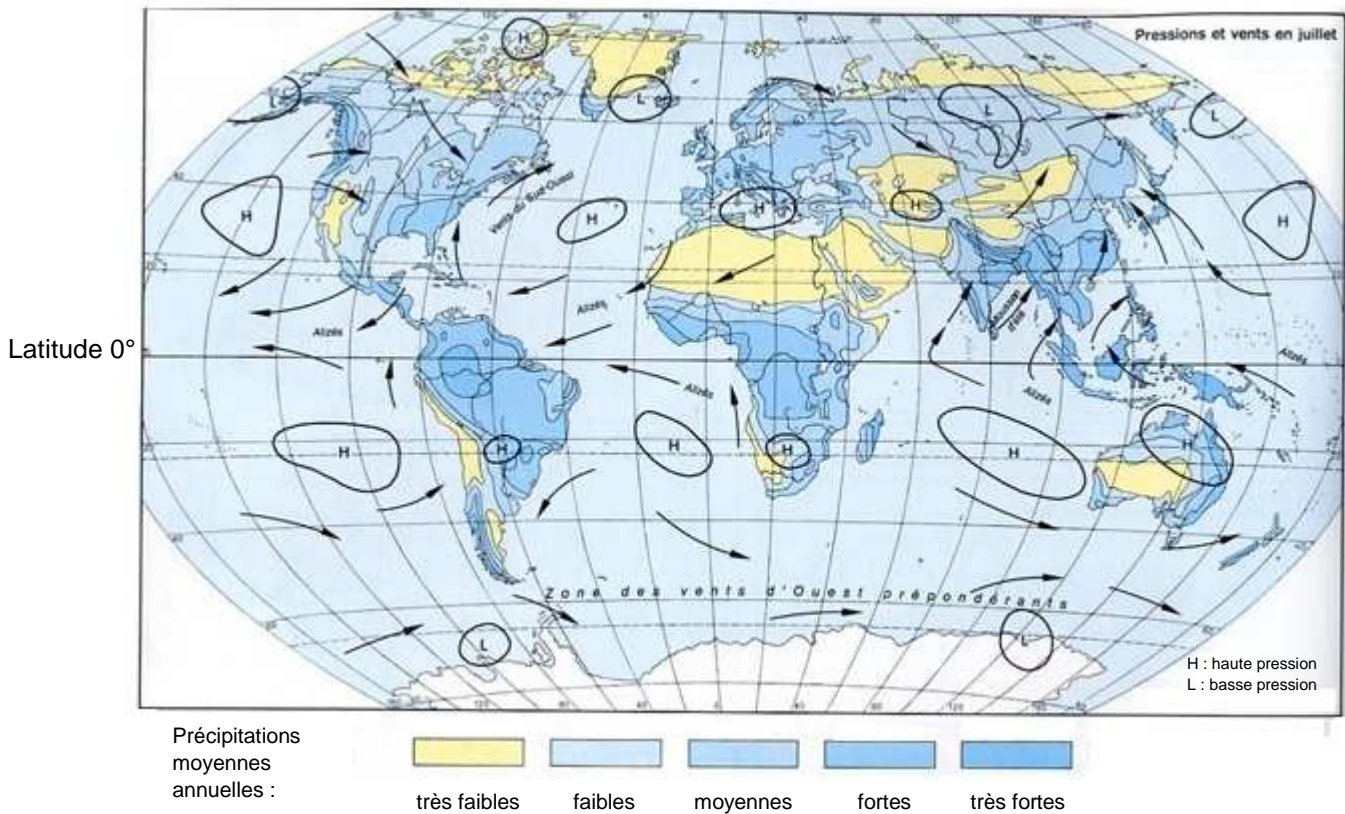 Pressions et vents en juillet
H
L
L
L
L
Vents du Sud-Ouest
H
H
H
H
H
Mousson d'été
Alizés
Alizés
Latitude 0°
Alizés
Alizés
Alizés
H
H
H
H
H
H
Zone des vents d'Ouest prépondérants
L
L
H : haute pression
L : basse pression
Précipitations
moyennes
annuelles :
très faibles
faibles
moyennes
fortes
très fortes